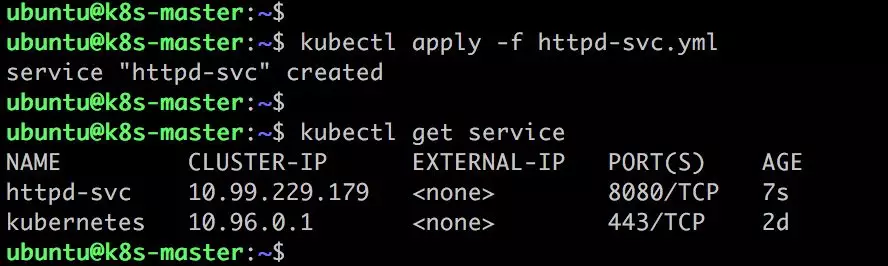 ubuntu@k8s-master:~$
ubuntu@k8s-master:~$ kubectl apply -f httpd-svc.yml
service "httpd-svc" created
ubuntu@k8s-master:~$
ubuntu@k8s-master:~$ kubectl get service
NAME CLUSTER-IP EXTERNAL-IP PORT(S) AGE
httpd-svc 10.99.229.179 <none> 8080/TCP 7s
kubernetes 10.96.0.1 <none> 443/TCP 2d
ubuntu@k8s-master:~$